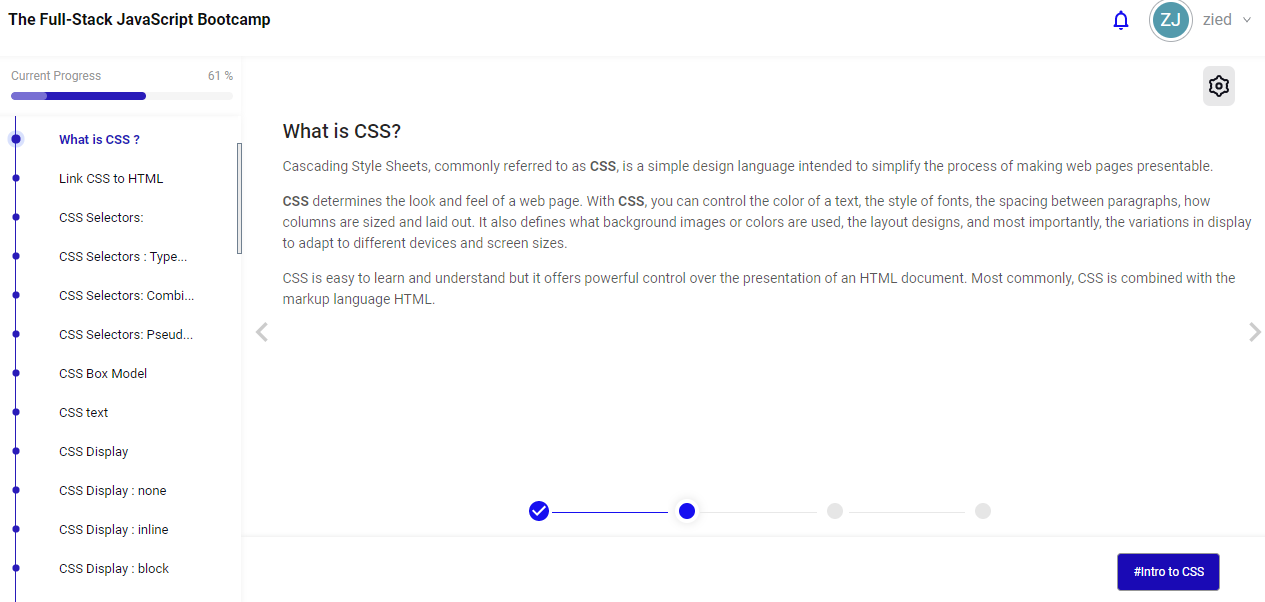 The Full-Stack JavaScript Bootcamp
ZJ
zied
Current Progress
61 %
What is CSS ?
Link CSS to HTML
CSS Selectors:
CSS Selectors : Type...
CSS Selectors: Combi...
CSS Selectors: Pseud...
CSS Box Model
CSS text
CSS Display
CSS Display : none
CSS Display : inline
CSS Display : block
What is CSS?
Cascading Style Sheets, commonly referred to as CSS, is a simple design language intended to simplify the process of making web pages presentable.
CSS determines the look and feel of a web page. With CSS, you can control the color of a text, the style of fonts, the spacing between paragraphs, how
columns are sized and laid out. It also defines what background images or colors are used, the layout designs, and most importantly, the variations in display
to adapt to different devices and screen sizes.
CSS is easy to learn and understand but it offers powerful control over the presentation of an HTML document. Most commonly, CSS is combined with the
markup language HTML.
#Intro to CSS